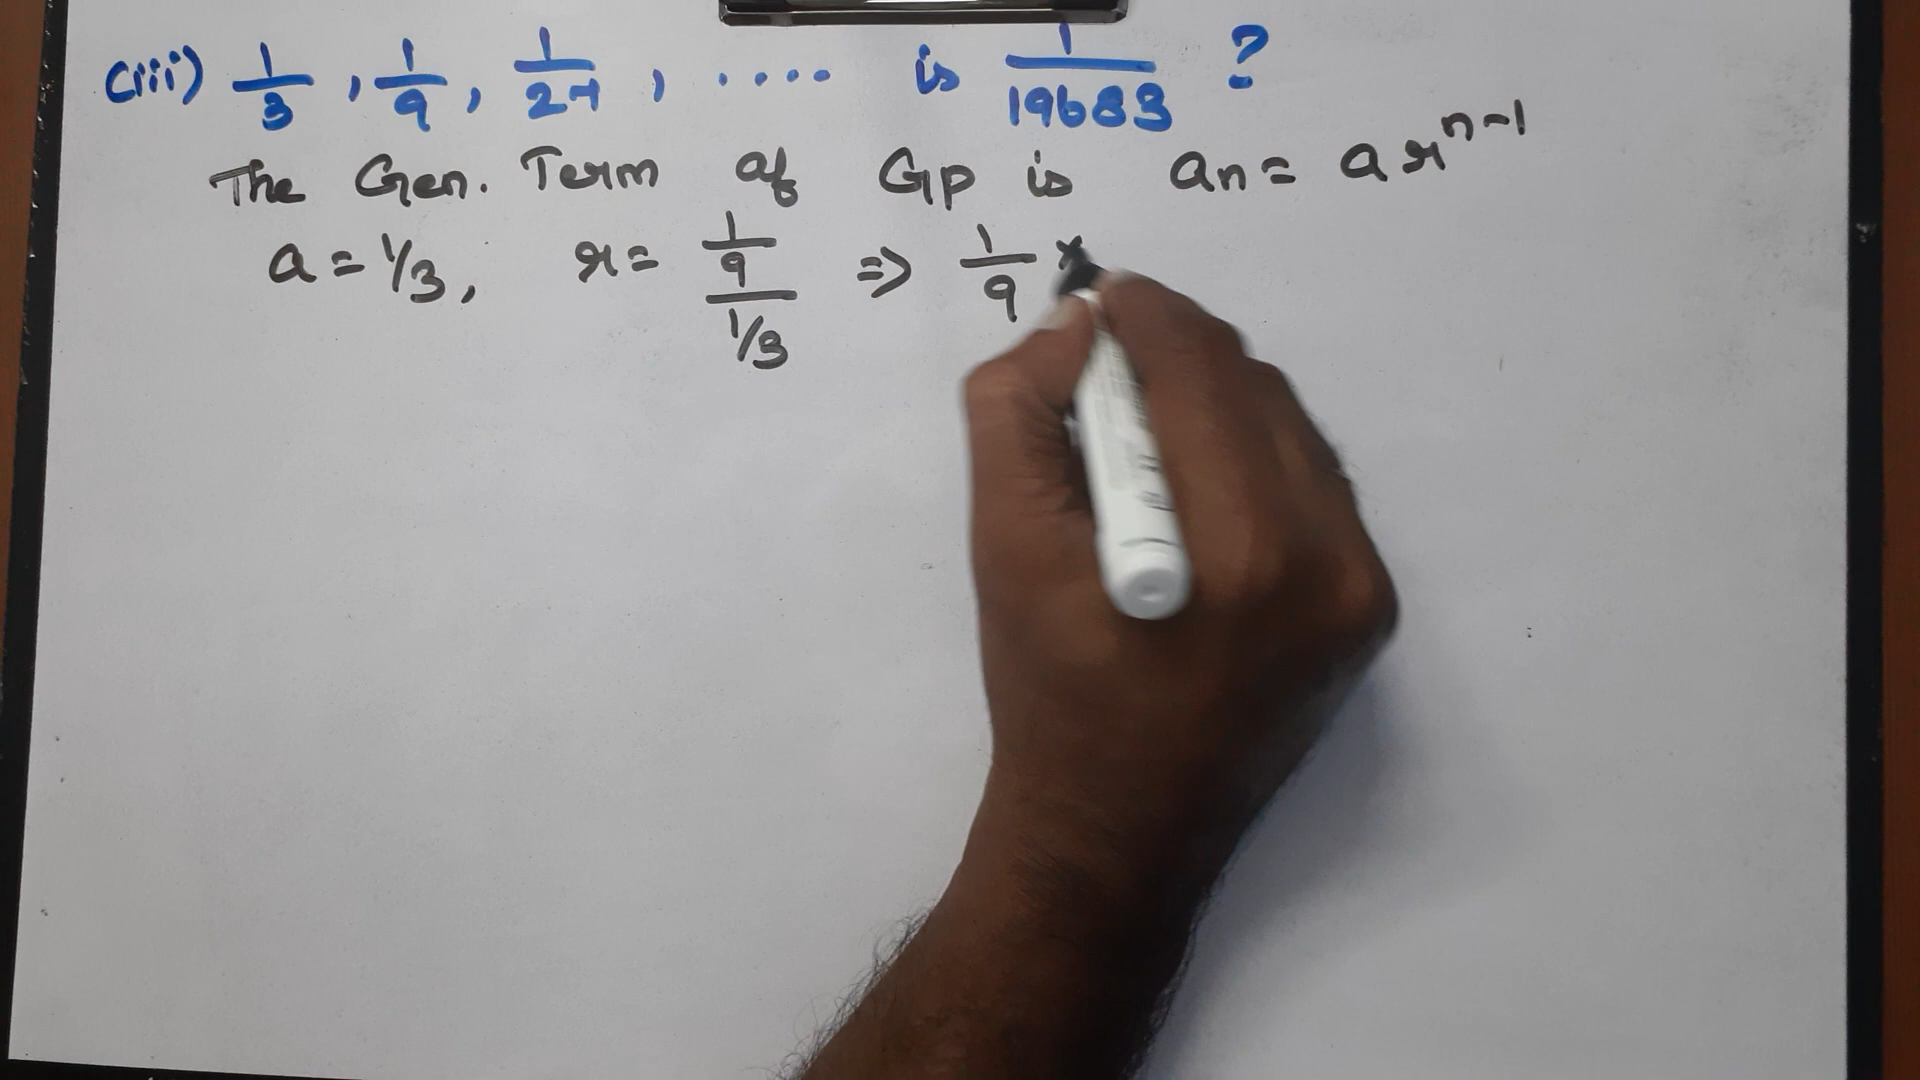 (iii) 1/3, 1/9, 1/27, .... is 1/19683 ?
The Gen. Term of GP is an = ar^n-1
a = 1/3, r = 1/9 / 1/3 => 1/9 ×